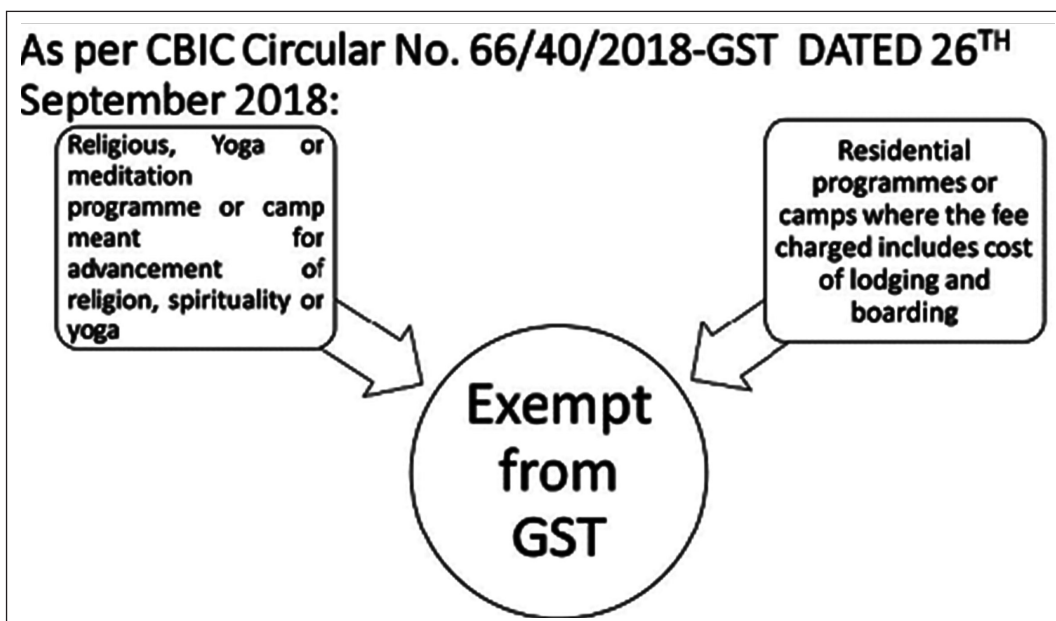 As per CBIC Circular No. 66/40/2018-GST DATED 26TH
September 2018:
Religious, Yoga or
meditation
programme or camp
meant for
advancement of
religion, spirituality or
yoga
Residential
programmes or
camps where the fee
charged includes cost
of lodging and
boarding
Exempt
from
GST